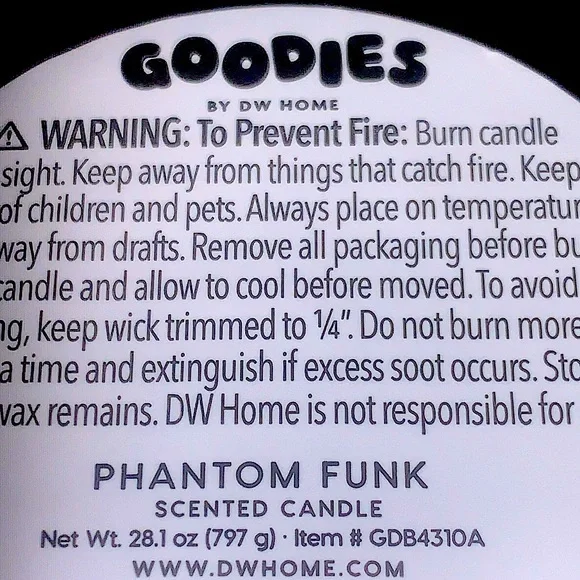 GOODIES
BY DW HOME
⚠ WARNING: To Prevent Fire: Burn candle
sight. Keep away from things that catch fire. Keep
of children and pets. Always place on temperatur
way from drafts. Remove all packaging before bu
candle and allow to cool before moved. To avoid
ng, keep wick trimmed to ¼". Do not burn more
a time and extinguish if excess soot occurs. Sto
wax remains. DW Home is not responsible for
PHANTOM FUNK
SCENTED CANDLE
Net Wt. 28.1 oz (797 g) · Item # GDB4310A
WWW.DWHOME.COM